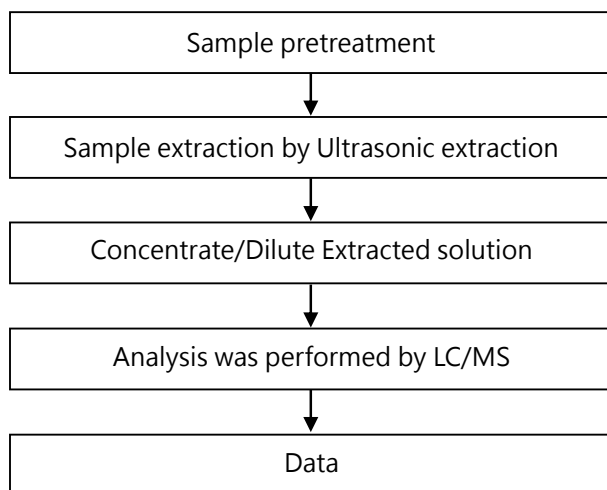 Sample pretreatment
Sample extraction by Ultrasonic extraction
Concentrate/Dilute Extracted solution
Analysis was performed by LC/MS
Data